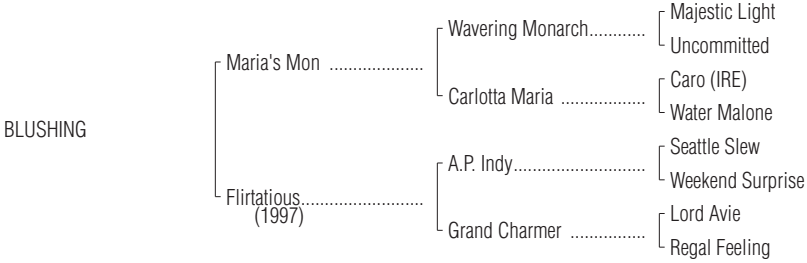 Majestic Light
Wavering Monarch............
Uncommitted
Maria's Mon .....................
Caro (IRE)
Carlotta Maria ...................
Water Malone
BLUSHING
Seattle Slew
A.P. Indy..............................
Weekend Surprise
Flirtatious...........................
(1997)
Lord Avie
Grand Charmer .................
Regal Feeling